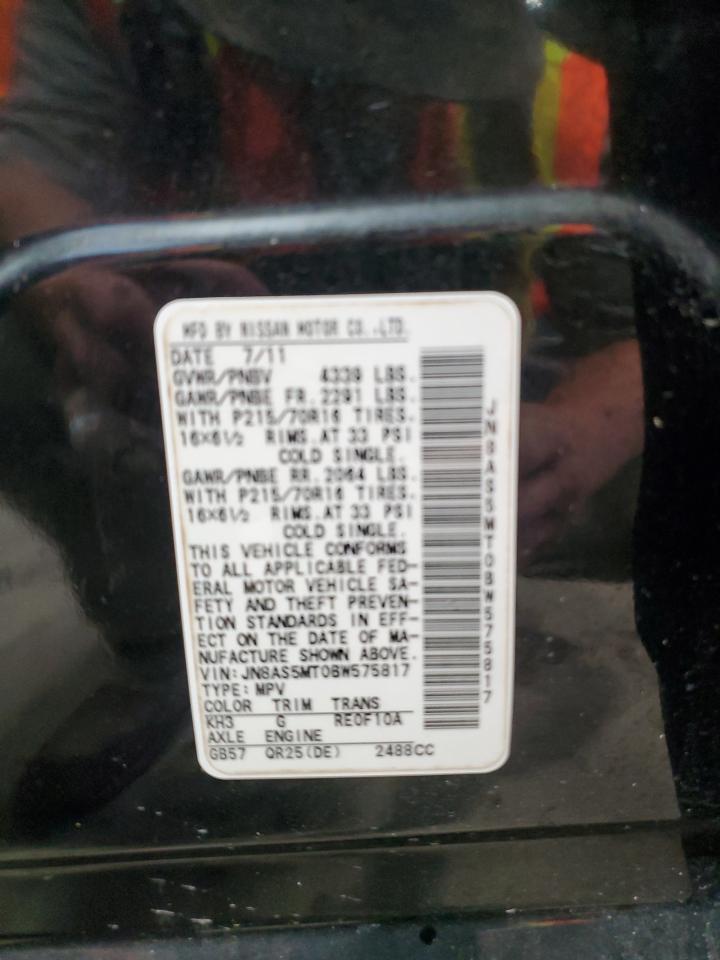 MFD BY NISSAN MOTOR CO.,LTD.
DATE 7/11
GVWR/PNBV 4339 LBS.
GAWR/PNBE FR.2291 LBS.
WITH P215/70R16 TIRES.
16X6½ RIMS.AT 33 PSI
COLD SINGLE.
GAWR/PNBE RR.2064 LBS.
WITH P215/70R16 TIRES.
16X6½ RIMS.AT 33 PSI
COLD SINGLE.
THIS VEHICLE CONFORMS
TO ALL APPLICABLE FED-
ERAL MOTOR VEHICLE SA-
FETY AND THEFT PREVEN-
TION STANDARDS IN EFF-
ECT ON THE DATE OF MA-
NUFACTURE SHOWN ABOVE.
VIN:JN8AS5MT0BW575817
TYPE:MPV
COLOR TRIM TRANS
KH3 G RE0F10A
AXLE ENGINE
GB57 QR25(DE) 2488CC
JN8AS5MT0BW575817